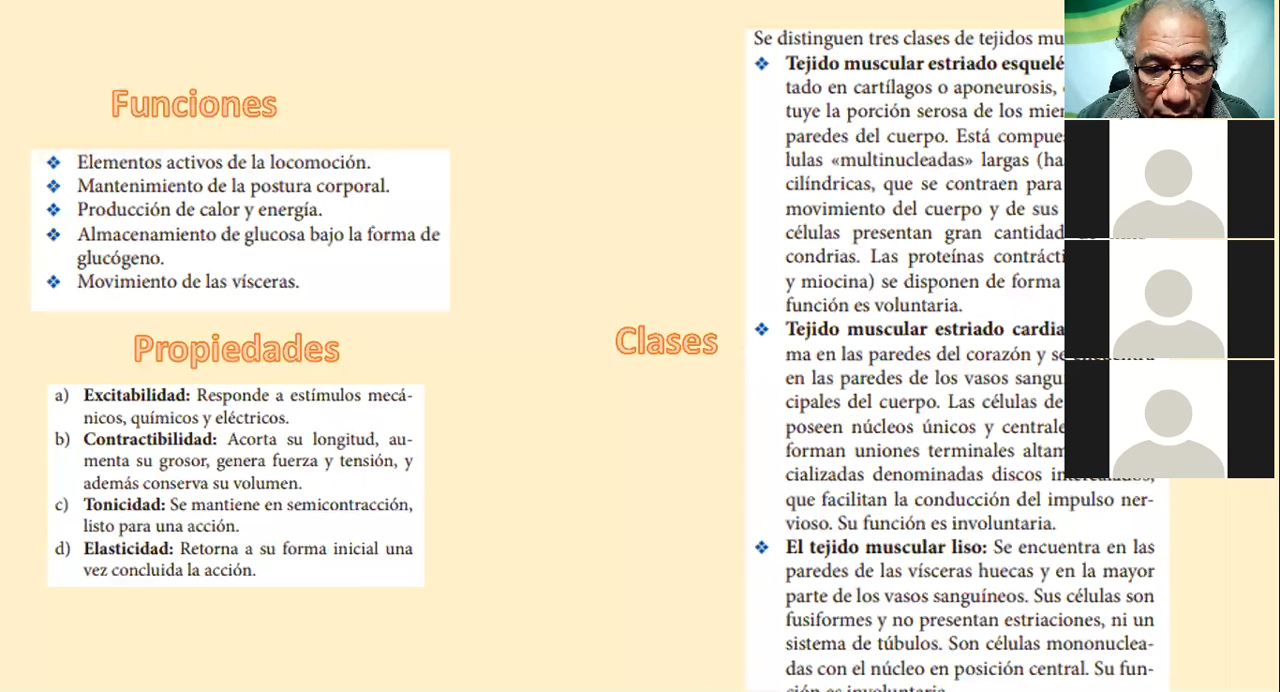 Funciones
Elementos activos de la locomoción.
Mantenimiento de la postura corporal.
Producción de calor y energía.
Almacenamiento de glucosa bajo la forma de
glucógeno.
Movimiento de las vísceras.
Propiedades
a) Excitabilidad: Responde a estímulos mecá-
nicos, químicos y eléctricos.
b) Contractibilidad: Acorta su longitud, au-
menta su grosor, genera fuerza y tensión, y
además conserva su volumen.
c) Tonicidad: Se mantiene en semicontracción,
listo para una acción.
d) Elasticidad: Retorna a su forma inicial una
vez concluida la acción.
Clases
Se distinguen tres clases de tejidos mu
Tejido muscular estriado esquelé
tado en cartílagos o aponeurosis,
tuye la porción serosa de los mie
paredes del cuerpo. Está compue
lulas «multinucleadas» largas (ha
cilíndricas, que se contraen para
movimiento del cuerpo y de sus
células presentan gran cantidad
condrias. Las proteínas contrácti
y miocina) se disponen de forma
función es voluntaria.
Tejido muscular estriado cardia
ma en las paredes del corazón y se
en las paredes de los vasos sangu
cipales del cuerpo. Las células de
poseen núcleos únicos y centrale
forman uniones terminales altam
cializadas denominadas discos
que facilitan la conducción del impulso ner-
vioso. Su función es involuntaria.
El tejido muscular liso: Se encuentra en las
paredes de las vísceras huecas y en la mayor
parte de los vasos sanguíneos. Sus células son
fusiformes y no presentan estriaciones, ni un
sistema de túbulos. Son células mononuclea-
das con el núcleo en posición central. Su fun-
ción es involuntaria